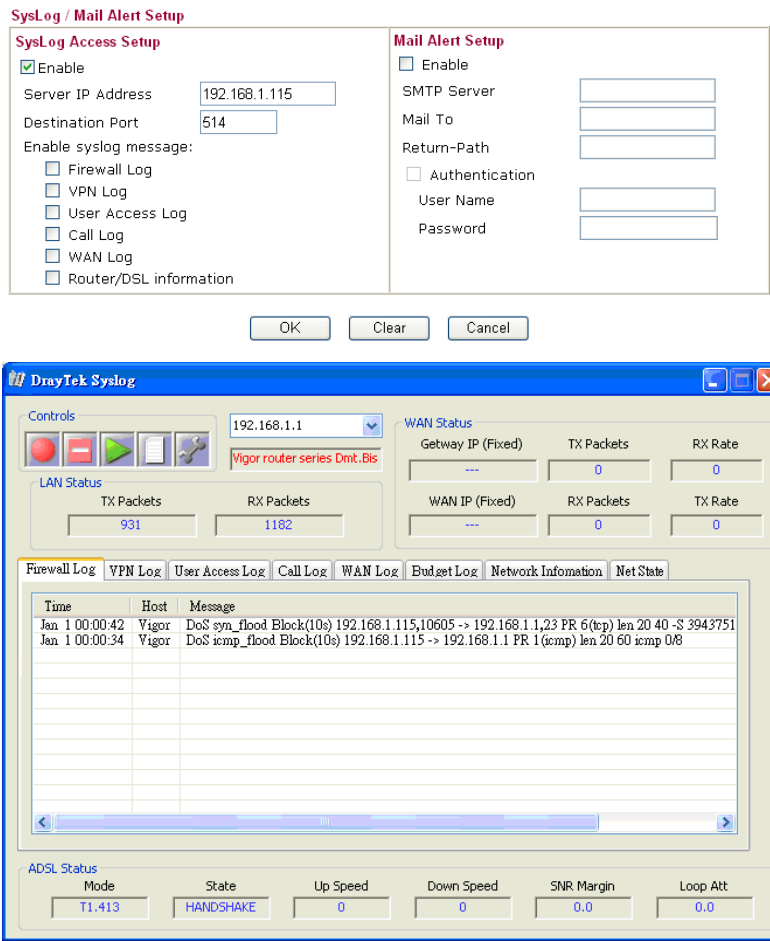 SysLog / Mail Alert Setup
SysLog Access Setup
Enable
Server IP Address 192.168.1.115
Destination Port 514
Enable syslog message:
Firewall Log
VPN Log
User Access Log
Call Log
WAN Log
Router/DSL information
Mail Alert Setup
Enable
SMTP Server
Mail To
Return-Path
Authentication
User Name
Password
OK Clear Cancel
DrayTek Syslog
Controls
192.168.1.1
Vigor router series Dmt.Bis
LAN Status
TX Packets RX Packets
931 1182
WAN Status
Getway IP (Fixed) TX Packets RX Rate
--- 0 0
WAN IP (Fixed) RX Packets TX Rate
--- 0 0
Firewall Log VPN Log User Access Log Call Log WAN Log Budget Log Network Infomation Net State
Time Host Message
Jan 1 00:00:42 Vigor DoS syn_flood Block(10s) 192.168.1.115,10605 -> 192.168.1.1,23 PR 6(tcp) len 20 40 -S 3943751
Jan 1 00:00:34 Vigor DoS icmp_flood Block(10s) 192.168.1.115 -> 192.168.1.1 PR 1(icmp) len 20 60 icmp 0/8
ADSL Status
Mode State Up Speed Down Speed SNR Margin Loop Att
T1.413 HANDSHAKE 0 0 0.0 0.0